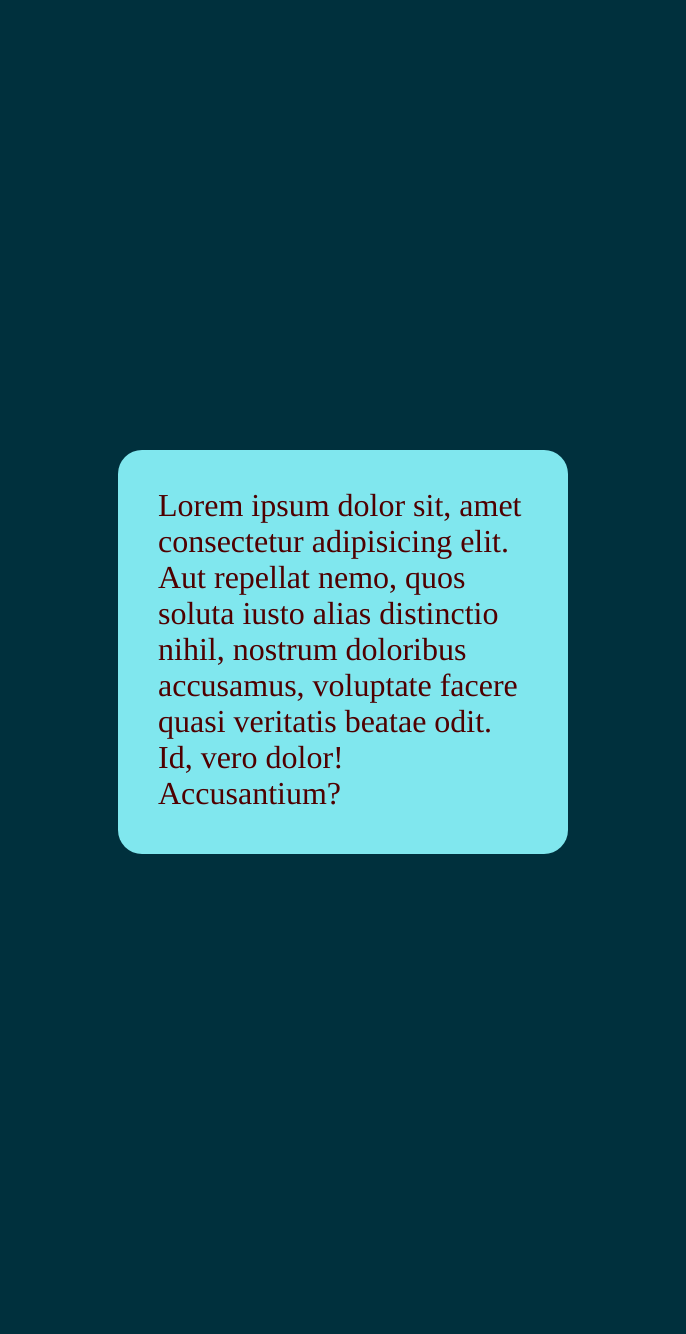 Lorem ipsum dolor sit, amet
consectetur adipisicing elit.
Aut repellat nemo, quos
soluta iusto alias distinctio
nihil, nostrum doloribus
accusamus, voluptate facere
quasi veritatis beatae odit.
Id, vero dolor!
Accusantium?